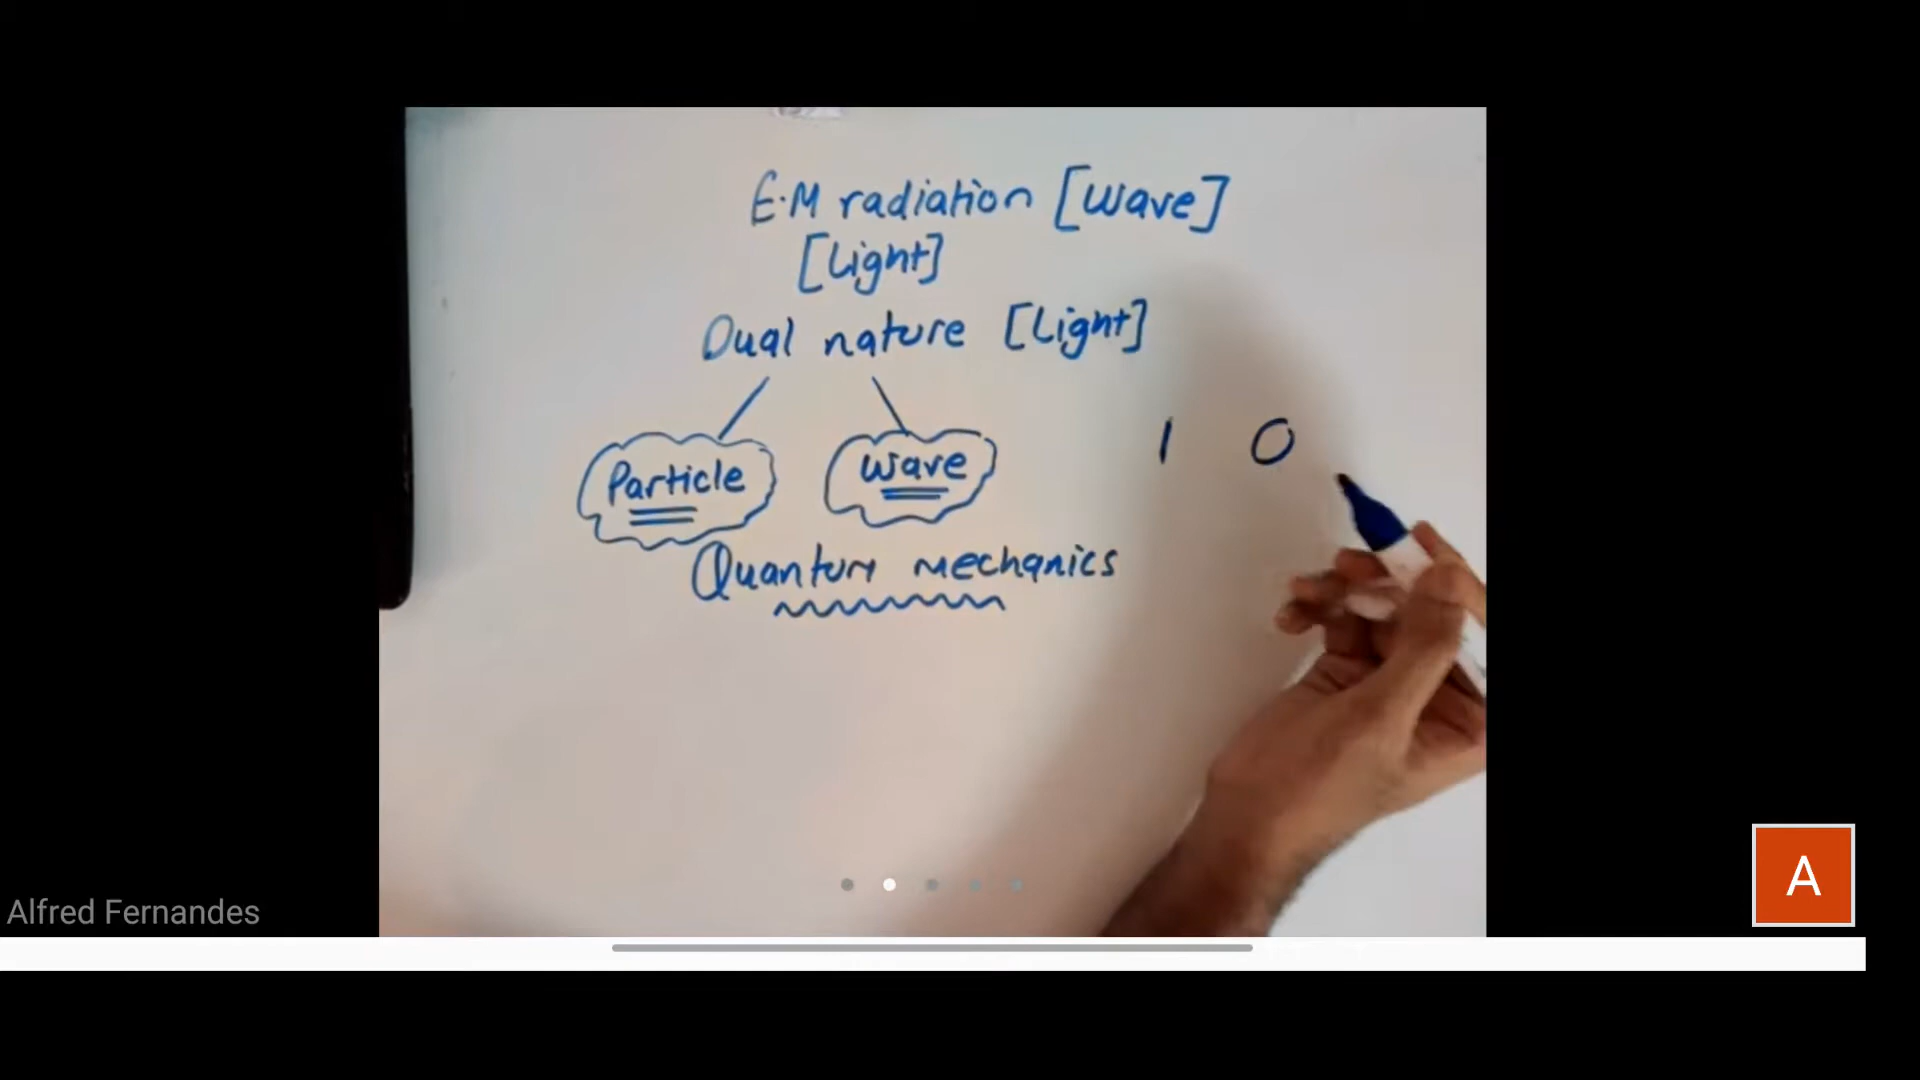 E.M radiation [wave]
[light]
Dual nature [light]
Particle wave 1 0
Quantum mechanics
Alfred Fernandes
A